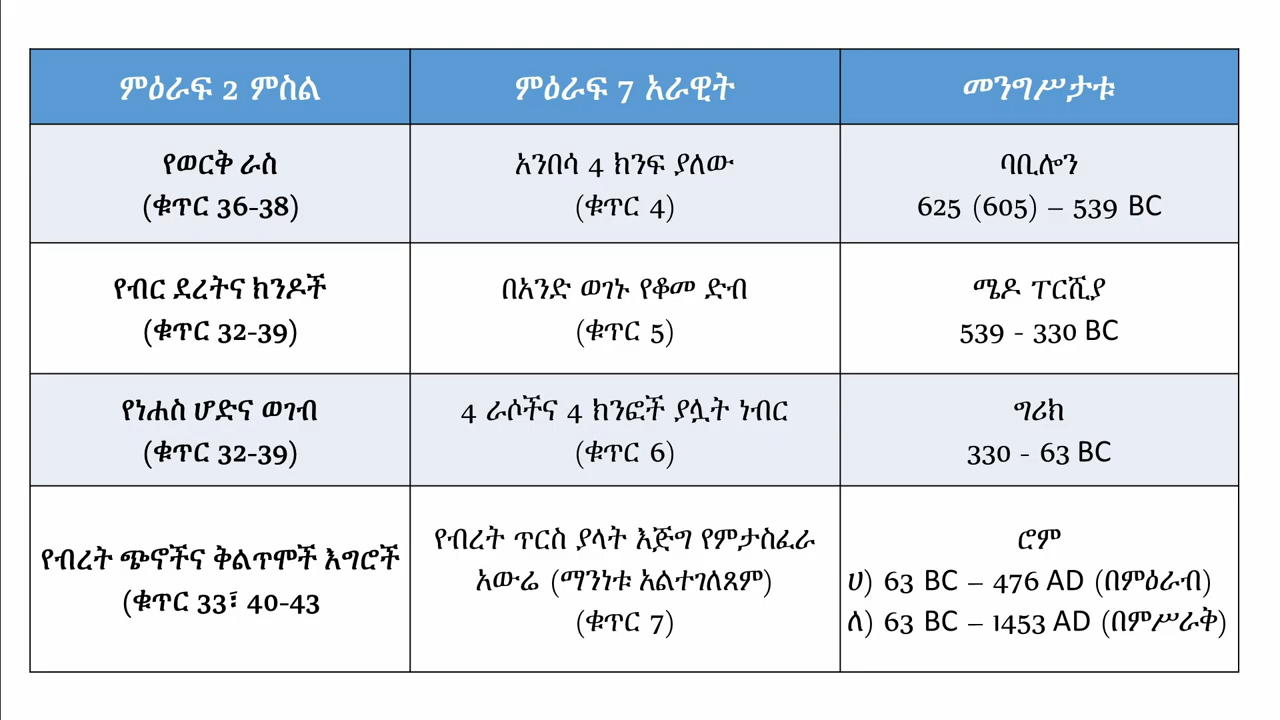 ምዕራፍ 2 ምስል
ምዕራፍ 7 አራዊት
መንግሥታቱ
የወርቅ ራስ
(ቁጥር 36-38)
አንበሳ 4 ክንፍ ያለው
(ቁጥር 4)
ባቢሎን
625 (605) – 539 BC
የብር ደረትና ክንዶች
(ቁጥር 32-39)
በአንድ ወገኑ የቆመ ድብ
(ቁጥር 5)
ሜዶ ፐርሺያ
539 - 330 BC
የነሐስ ሆድና ወገብ
(ቁጥር 32-39)
4 ራሶችና 4 ክንፎች ያሏት ነብር
(ቁጥር 6)
ግሪክ
330 - 63 BC
የብረት ጭኖችና ቅልጥሞች እግሮች
(ቁጥር 33፣ 40-43
የብረት ጥርስ ያላት እጅግ የምታስፈራ
አውሬ (ማንነቱ አልተገለጸም)
(ቁጥር 7)
ሮም
ሀ) 63 BC – 476 AD (በምዕራብ)
ለ) 63 BC – 1453 AD (በምሥራቅ)